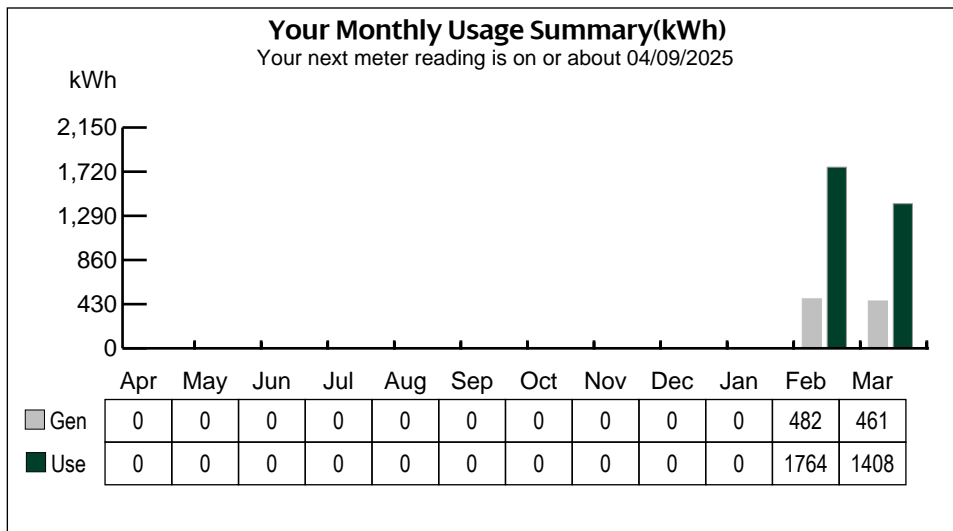 Your Monthly Usage Summary(kWh)
Your next meter reading is on or about 04/09/2025
kWh
2,150
1,720
1,290
860
430
0
Apr May Jun Jul Aug Sep Oct Nov Dec Jan Feb Mar
Gen 0 0 0 0 0 0 0 0 0 0 482 461
Use 0 0 0 0 0 0 0 0 0 0 1764 1408